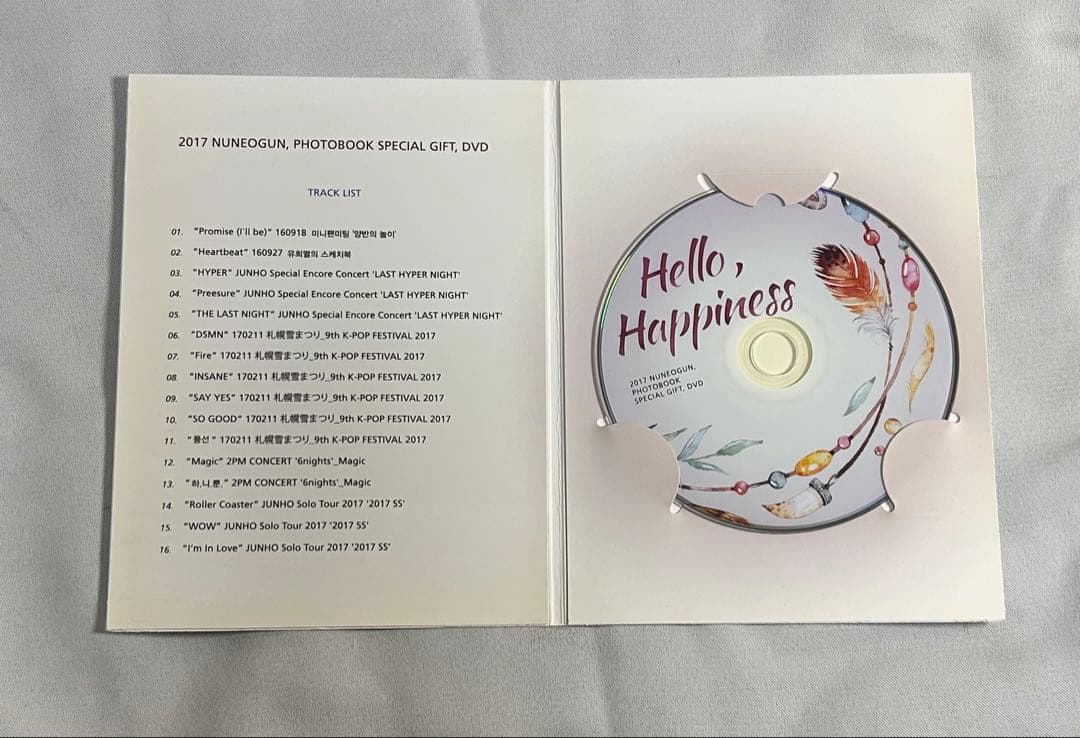 2017 NUNEOGUN, PHOTOBOOK SPECIAL GIFT, DVD
TRACK LIST
01. "Promise (I`ll be)" 160918 미니팬미팅 '양반의 놀이'
02. "Heartbeat" 160927 유희열의 스케치북
03. "HYPER" JUNHO Special Encore Concert 'LAST HYPER NIGHT'
04. "Preesure" JUNHO Special Encore Concert 'LAST HYPER NIGHT'
05. "THE LAST NIGHT" JUNHO Special Encore Concert 'LAST HYPER NIGHT'
06. "DSMN" 170211 札幌雪まつり_9th K-POP FESTIVAL 2017
07. "Fire" 170211 札幌雪まつり_9th K-POP FESTIVAL 2017
08. "INSANE" 170211 札幌雪まつり_9th K-POP FESTIVAL 2017
09. "SAY YES" 170211 札幌雪まつり_9th K-POP FESTIVAL 2017
10. "SO GOOD" 170211 札幌雪まつり_9th K-POP FESTIVAL 2017
11. "풍선" 170211 札幌雪まつり_9th K-POP FESTIVAL 2017
12. "Magic" 2PM CONCERT '6nights'_Magic
13. "하.니.뿐." 2PM CONCERT '6nights'_Magic
14. "Roller Coaster" JUNHO Solo Tour 2017 '2017 SS'
15. "WOW" JUNHO Solo Tour 2017 '2017 SS'
16. "I'm In Love" JUNHO Solo Tour 2017 '2017 SS'
Hello,
Happiness
2017 NUNEOGUN,
PHOTOBOOK
SPECIAL GIFT, DVD